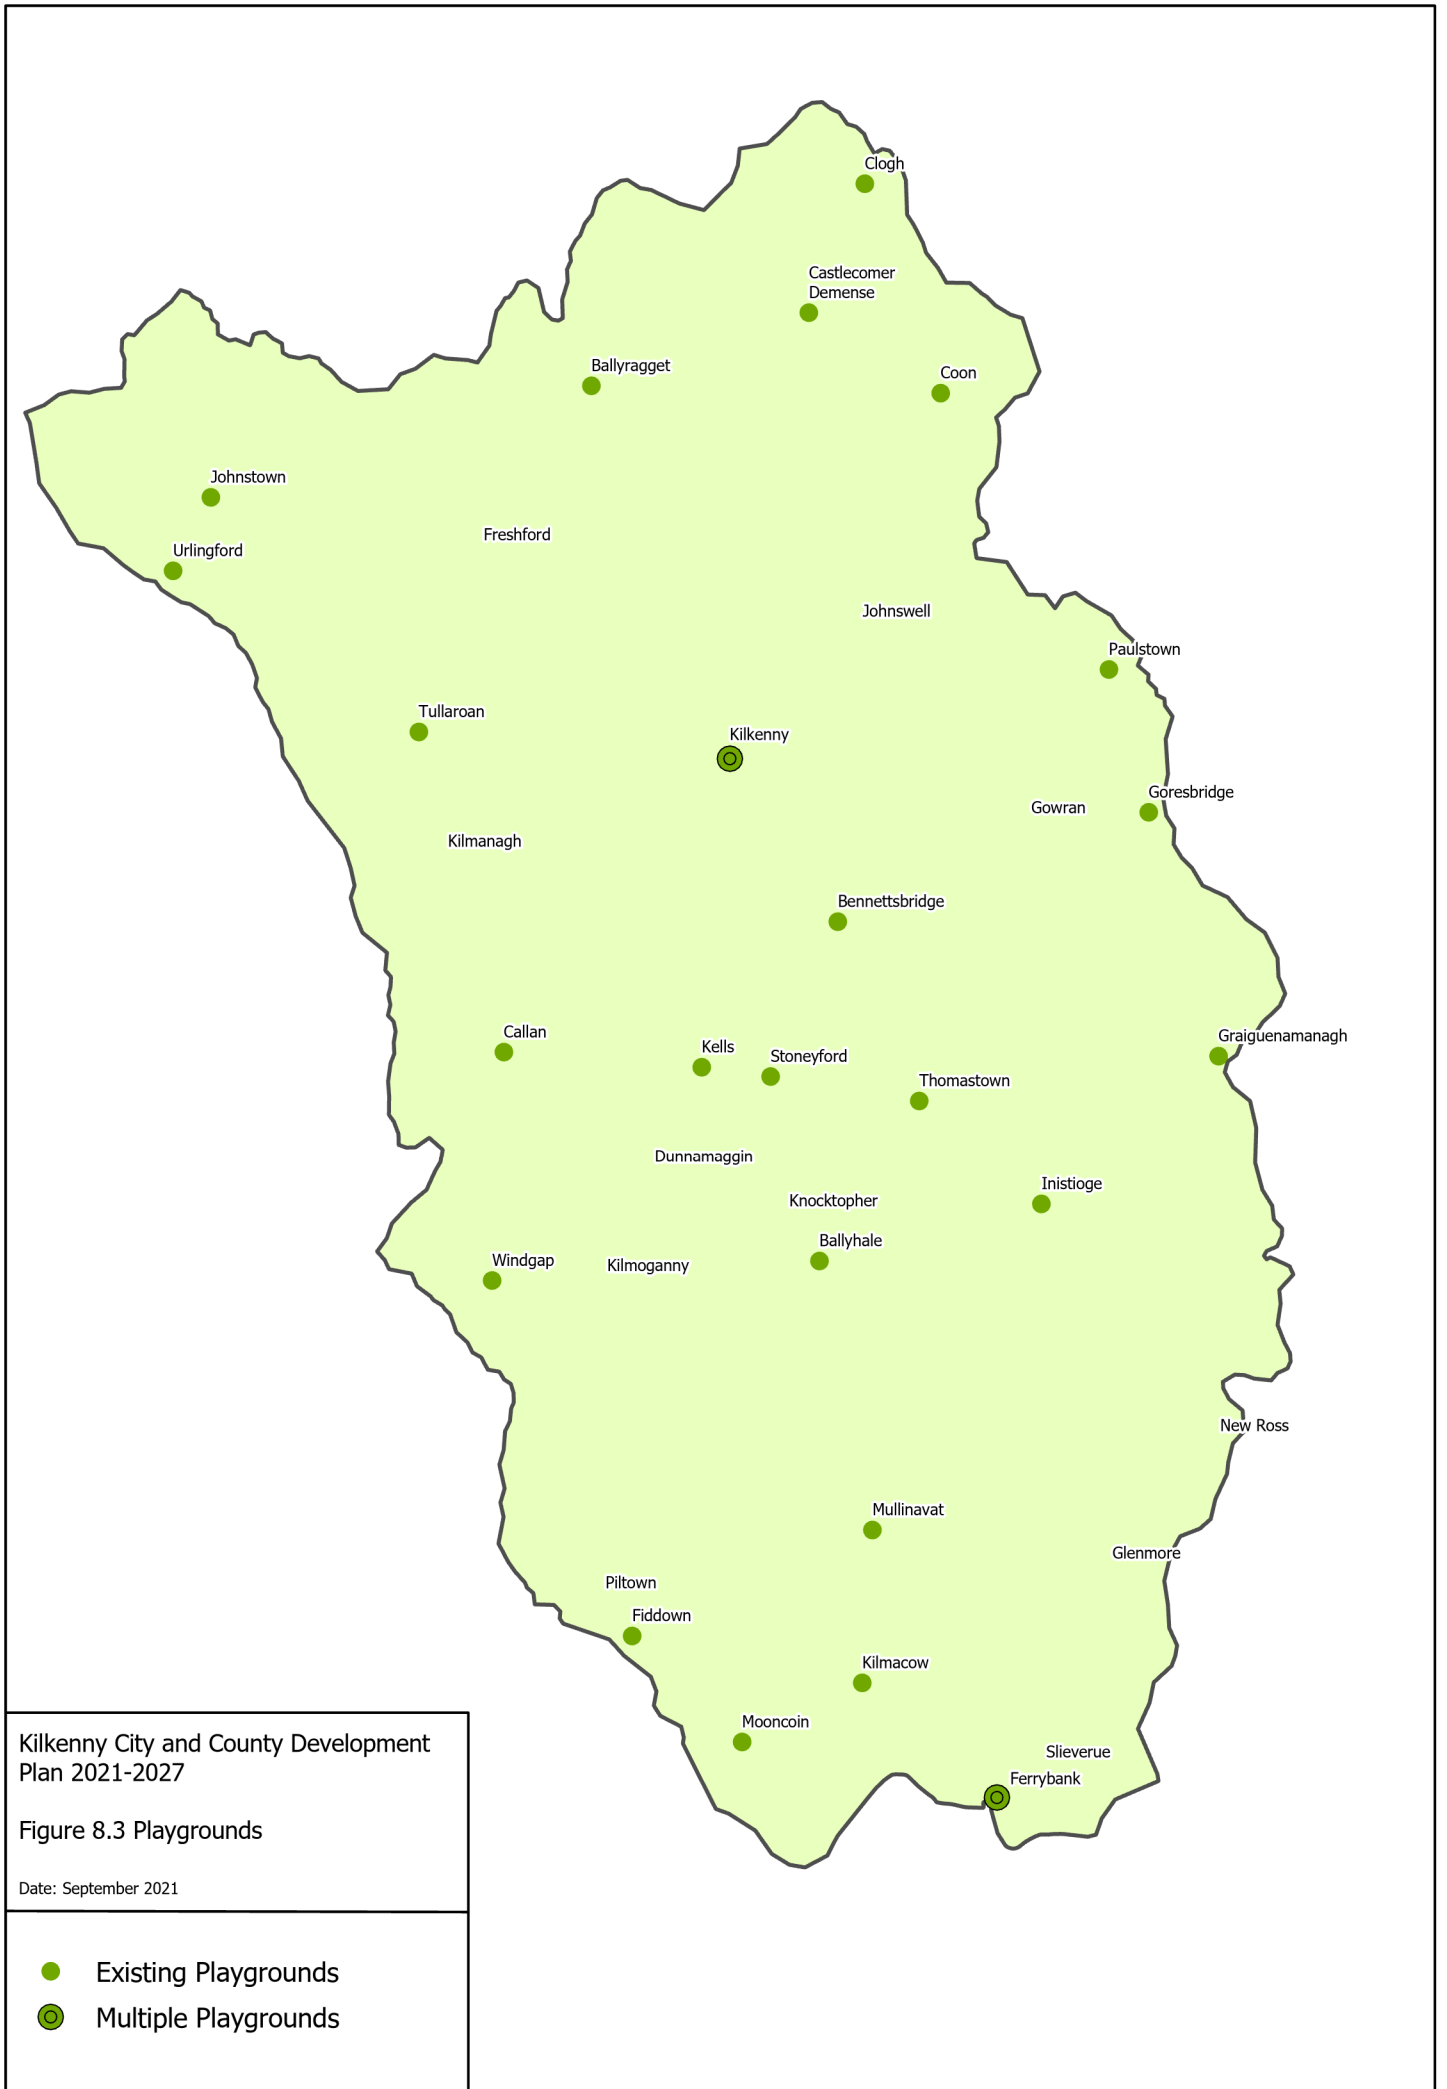 Clogh
Castlecomer
Demense
Ballyragget
Coon
Johnstown
Freshford
Urlingford
Johnswell
Paulstown
Tullaroan
Kilkenny
Goresbridge
Gowran
Kilmanagh
Bennettsbridge
Callan
Graiguenamanagh
Kells
Stoneyford
Thomastown
Dunnamaggin
Inistioge
Knocktopher
Ballyhale
Windgap
Kilmoganny
New Ross
Mullinavat
Glenmore
Piltown
Fiddown
Kilmacow
Mooncoin
Slieverue
Ferrybank
Kilkenny City and County Development
Plan 2021-2027
Figure 8.3 Playgrounds
Date: September 2021
Existing Playgrounds
Multiple Playgrounds